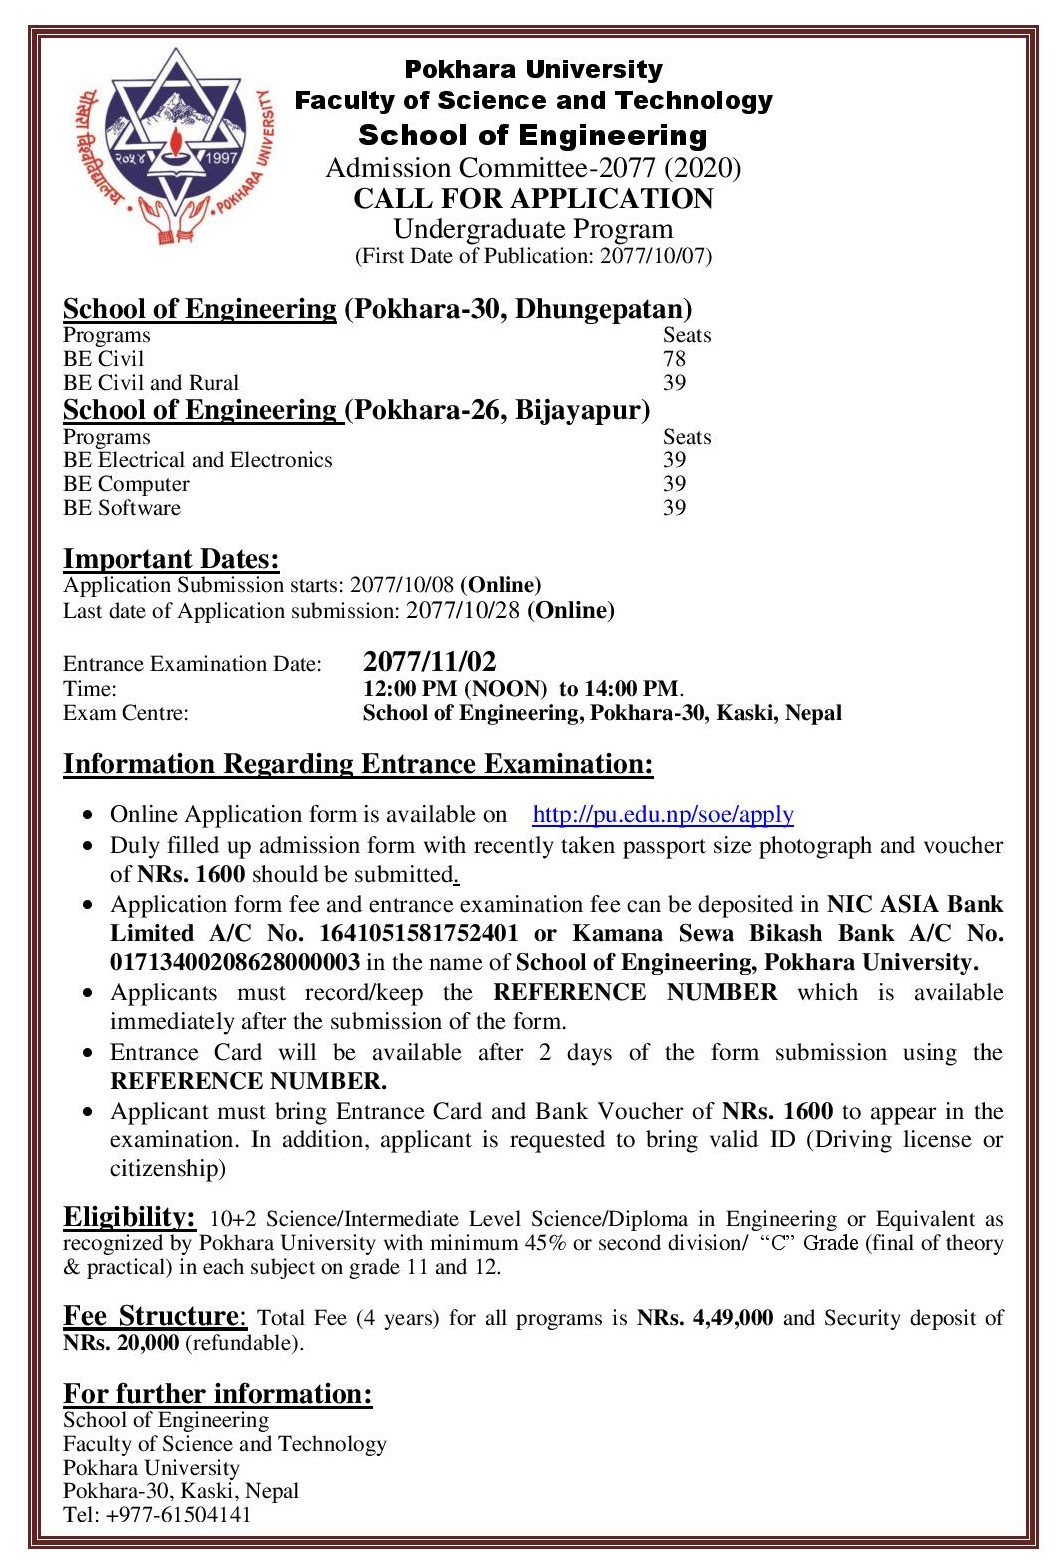 पोखरा विश्वविद्यालय
२०५४
1997
POKHARA UNIVERSITY
Pokhara University
Faculty of Science and Technology
School of Engineering
Admission Committee-2077 (2020)
CALL FOR APPLICATION
Undergraduate Program
(First Date of Publication: 2077/10/07)
School of Engineering (Pokhara-30, Dhungepatan)
Programs Seats
BE Civil 78
BE Civil and Rural 39
School of Engineering (Pokhara-26, Bijayapur)
Programs Seats
BE Electrical and Electronics 39
BE Computer 39
BE Software 39
Important Dates:
Application Submission starts: 2077/10/08 (Online)
Last date of Application submission: 2077/10/28 (Online)
Entrance Examination Date: 2077/11/02
Time: 12:00 PM (NOON) to 14:00 PM.
Exam Centre: School of Engineering, Pokhara-30, Kaski, Nepal
Information Regarding Entrance Examination:
• Online Application form is available on http://pu.edu.np/soe/apply
• Duly filled up admission form with recently taken passport size photograph and voucher
of NRs. 1600 should be submitted.
• Application form fee and entrance examination fee can be deposited in NIC ASIA Bank
Limited A/C No. 1641051581752401 or Kamana Sewa Bikash Bank A/C No.
01713400208628000003 in the name of School of Engineering, Pokhara University.
• Applicants must record/keep the REFERENCE NUMBER which is available
immediately after the submission of the form.
• Entrance Card will be available after 2 days of the form submission using the
REFERENCE NUMBER.
• Applicant must bring Entrance Card and Bank Voucher of NRs. 1600 to appear in the
examination. In addition, applicant is requested to bring valid ID (Driving license or
citizenship)
Eligibility: 10+2 Science/Intermediate Level Science/Diploma in Engineering or Equivalent as
recognized by Pokhara University with minimum 45% or second division/ “C” Grade (final of theory
& practical) in each subject on grade 11 and 12.
Fee Structure: Total Fee (4 years) for all programs is NRs. 4,49,000 and Security deposit of
NRs. 20,000 (refundable).
For further information:
School of Engineering
Faculty of Science and Technology
Pokhara University
Pokhara-30, Kaski, Nepal
Tel: +977-61504141